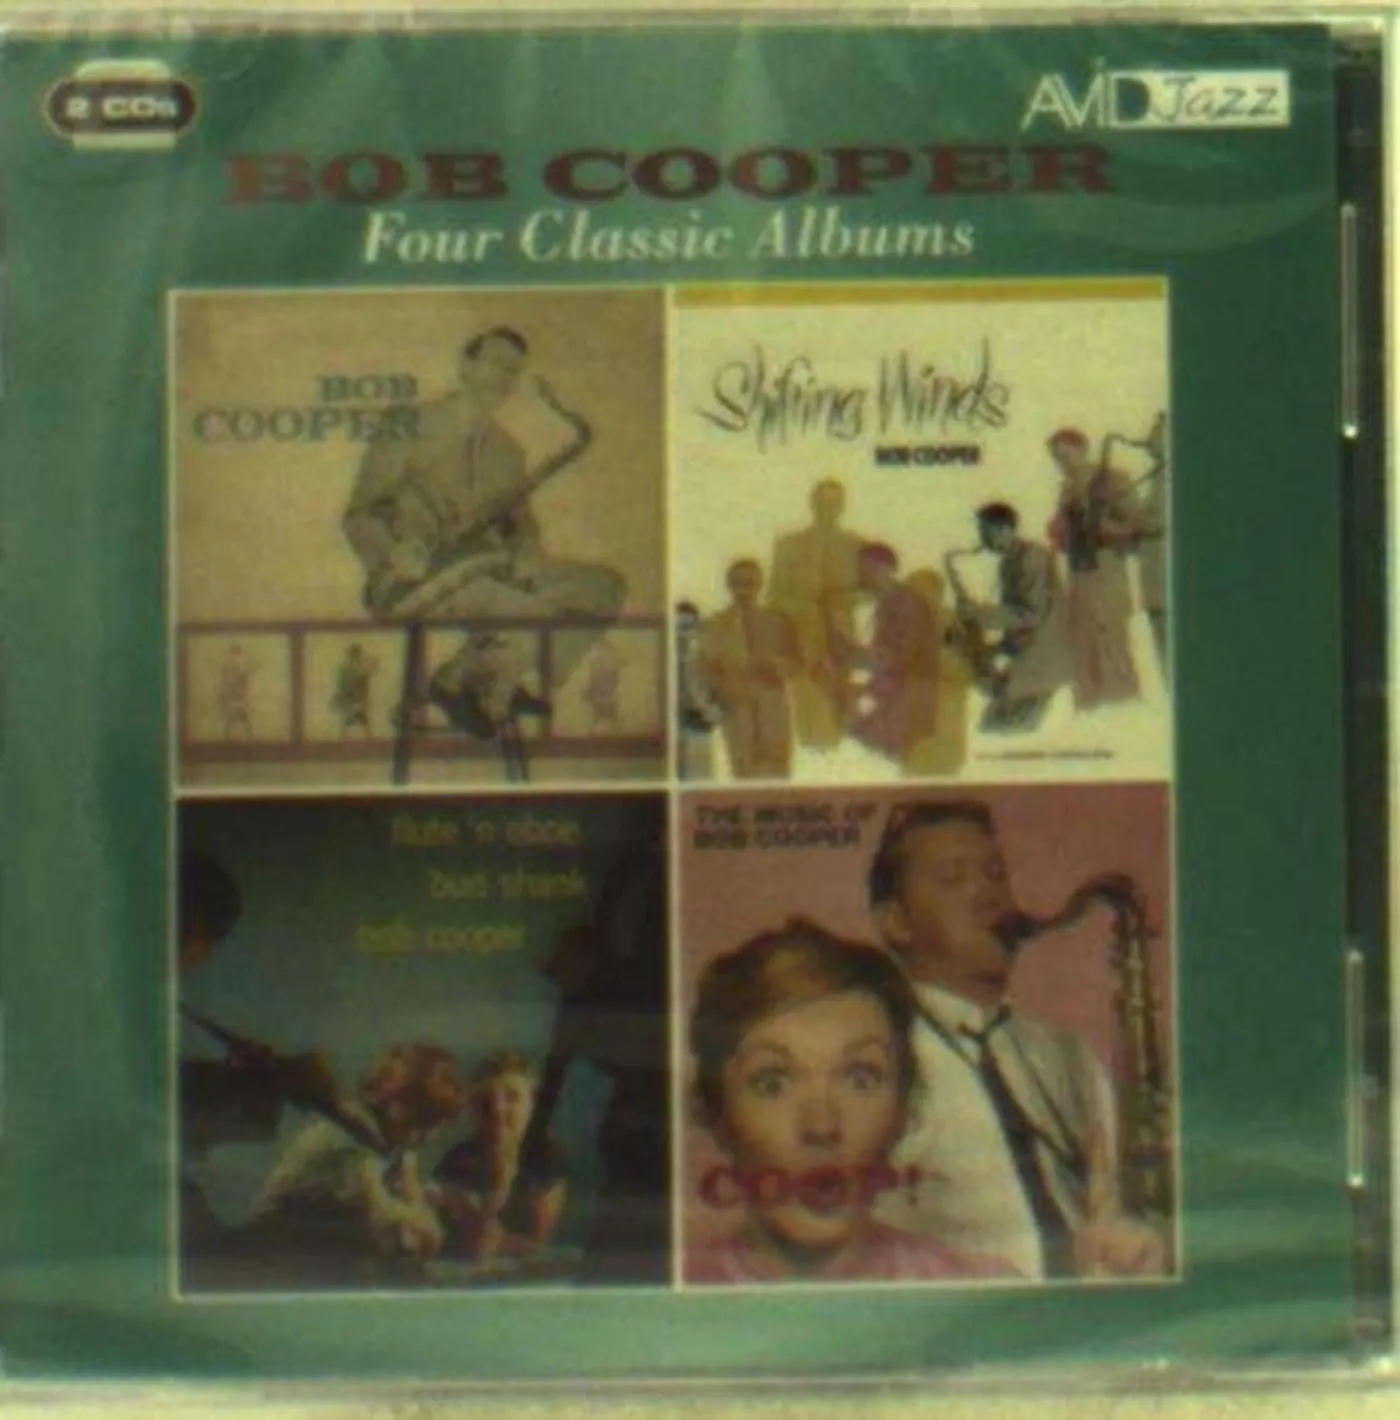 2 CDs
AViD Jazz
BOB COOPER
Four Classic Albums
BOB
COOPER
Shifting Winds
BOB COOPER
flute 'n oboe
bud shank
bob cooper
THE MUSIC OF
BOB COOPER
COOP!